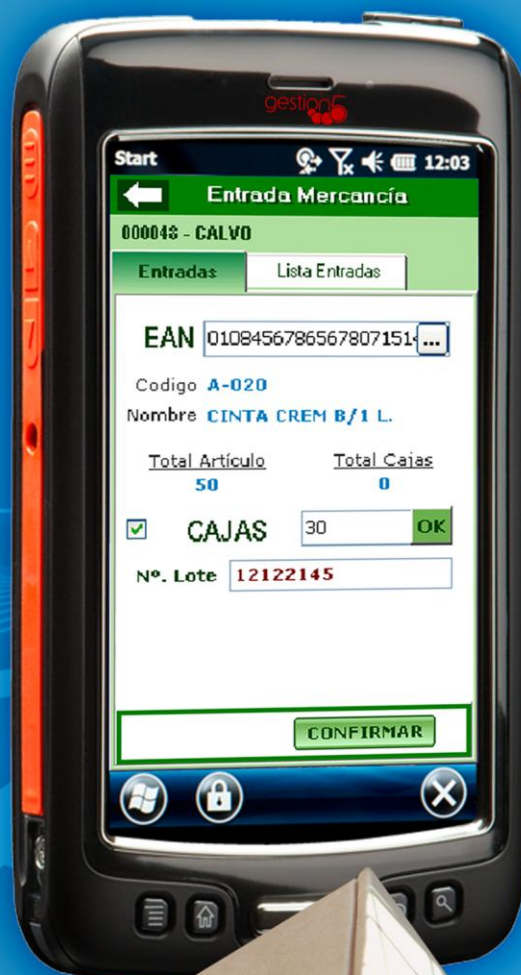 gestion5
Start 12:03
Entrada Mercancía
000048 - CALVO
Entradas Lista Entradas
EAN 01084567865678071514 ...
Codigo A-020
Nombre CINTA CREM B/1 L.
Total Artículo Total Cajas
50 0
CAJAS 30 OK
Nº. Lote 12122145
CONFIRMAR